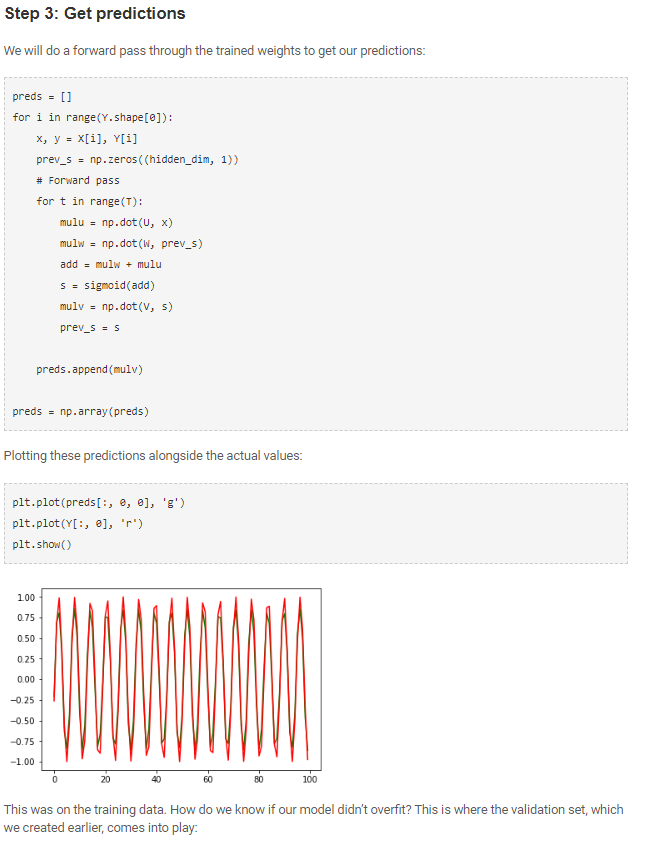 Step 3: Get predictions
We will do a forward pass through the trained weights to get our predictions:
preds = []
for i in range(Y.shape[0]):
    x, y = X[i], Y[i]
    prev_s = np.zeros((hidden_dim, 1))
    # Forward pass
    for t in range(T):
        mulu = np.dot(U, x)
        mulw = np.dot(W, prev_s)
        add = mulw + mulu
        s = sigmoid(add)
        mulv = np.dot(V, s)
        prev_s = s
    preds.append(mulv)
preds = np.array(preds)
Plotting these predictions alongside the actual values:
plt.plot(preds[:, 0, 0], 'g')
plt.plot(Y[:, 0], 'r')
plt.show()
1.00
0.75
0.50
0.25
0.00
−0.25
−0.50
−0.75
−1.00
0 20 40 60 80 100
This was on the training data. How do we know if our model didn’t overfit? This is where the validation set, which
we created earlier, comes into play: